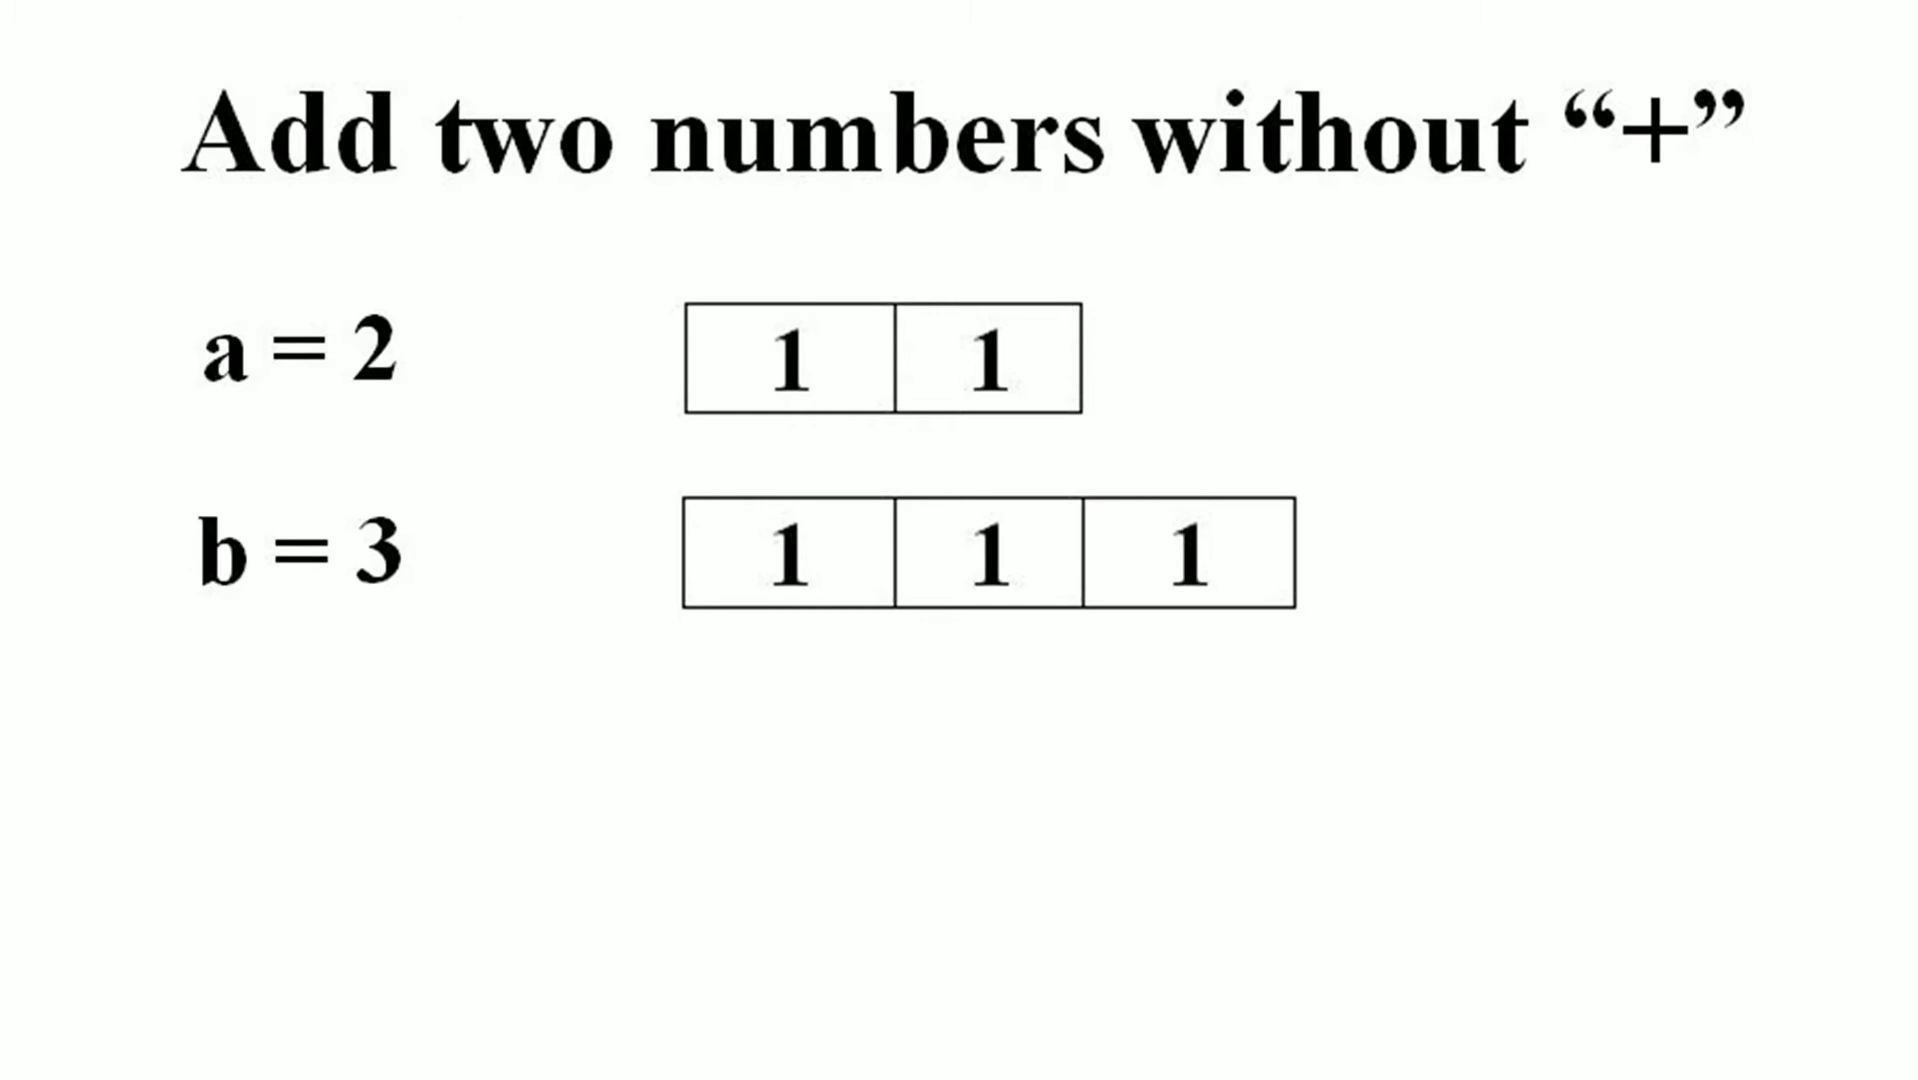 Add two numbers without “+”
a = 2 1 1
b = 3 1 1 1